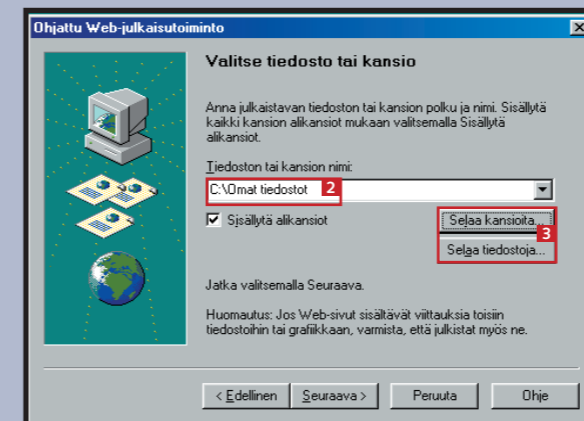 Ohjattu Web-julkaisutoiminto
Valitse tiedosto tai kansio
Anna julkaistavan tiedoston tai kansion polku ja nimi. Sisällytä
kaikki kansion alikansiot mukaan valitsemalla Sisällytä
alikansiot.
Tiedoston tai kansion nimi:
C:\Omat tiedostot 2
Sisällytä alikansiot
Selaa kansioita...
3
Selaa tiedostoja...
Jatka valitsemalla Seuraava.
Huomautus: Jos Web-sivut sisältävät viittauksia toisiin
tiedostoihin tai grafiikkaan, varmista, että julkistat myös ne.
< Edellinen Seuraava > Peruuta Ohje